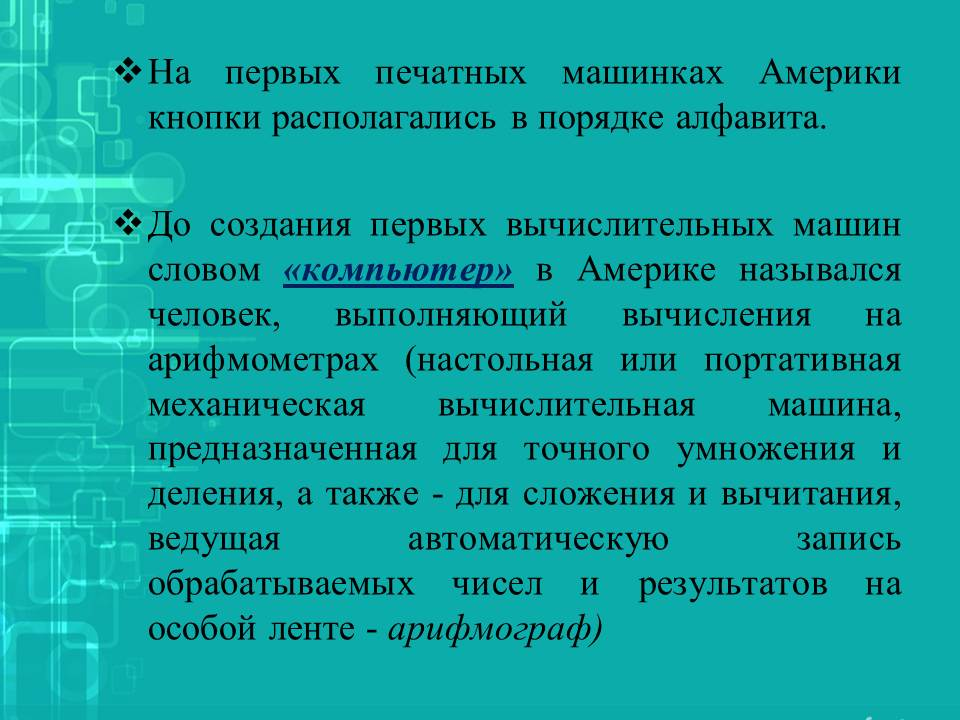 ❖На первых печатных машинках Америки
кнопки располагались в порядке алфавита.
❖До создания первых вычислительных машин
словом «компьютер» в Америке назывался
человек, выполняющий вычисления на
арифмометрах (настольная или портативная
механическая вычислительная машина,
предназначенная для точного умножения и
деления, а также - для сложения и вычитания,
ведущая автоматическую запись
обрабатываемых чисел и результатов на
особой ленте - арифмограф)